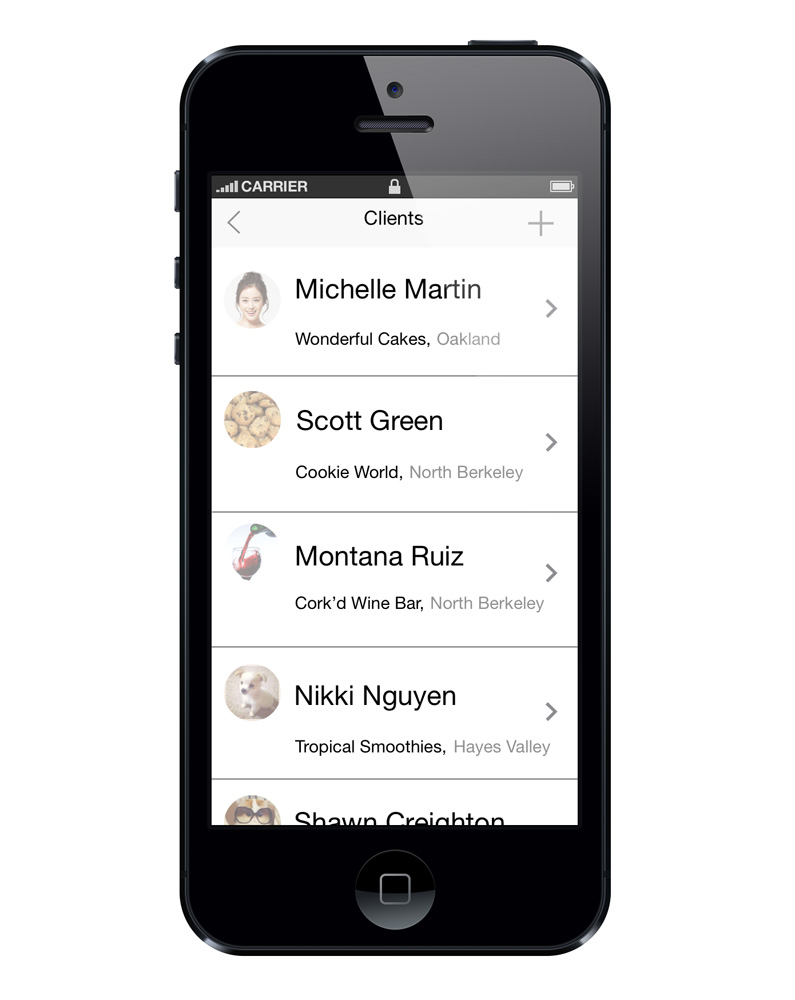 CARRIER
Clients
Michelle Martin
Wonderful Cakes, Oakland
Scott Green
Cookie World, North Berkeley
Montana Ruiz
Cork’d Wine Bar, North Berkeley
Nikki Nguyen
Tropical Smoothies, Hayes Valley
Shawn Creighton